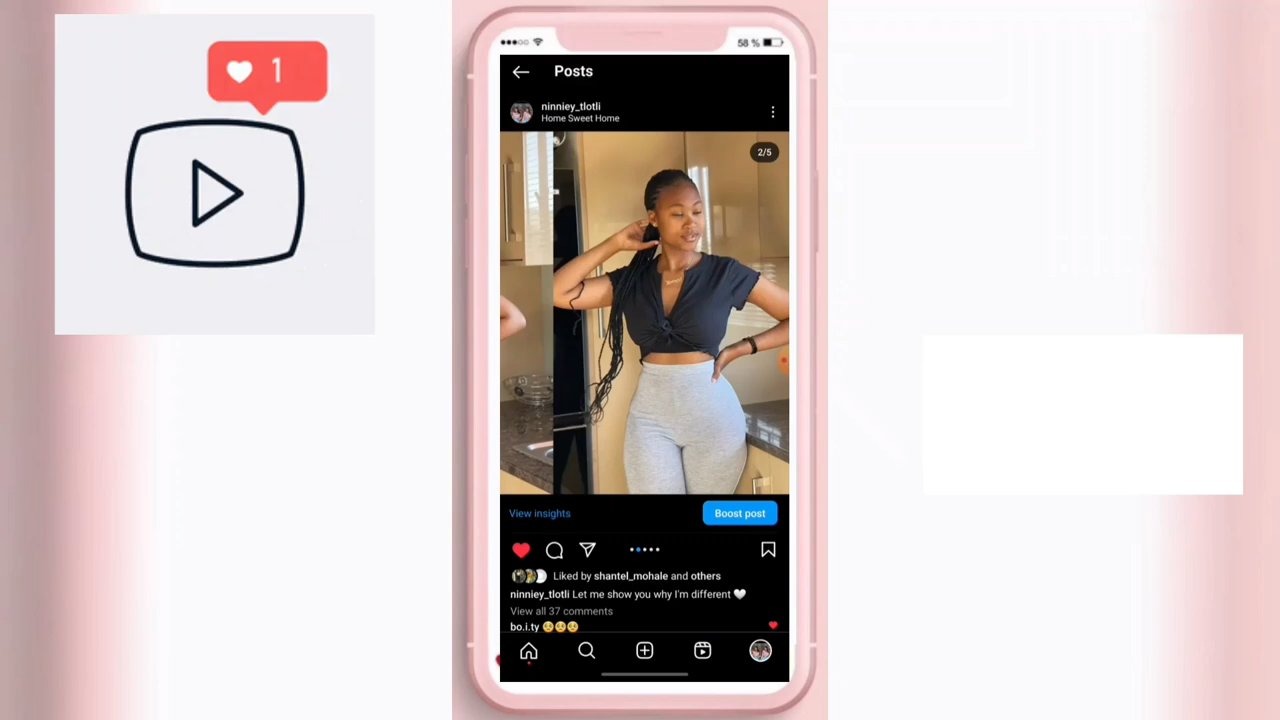 1
58 %
Posts
ninniey_tlotli
Home Sweet Home
2/5
View insights
Boost post
Liked by shantel_mohale and others
ninniey_tlotli Let me show you why I'm different 🤍
View all 37 comments
bo.i.ty 🥺🥺🥺